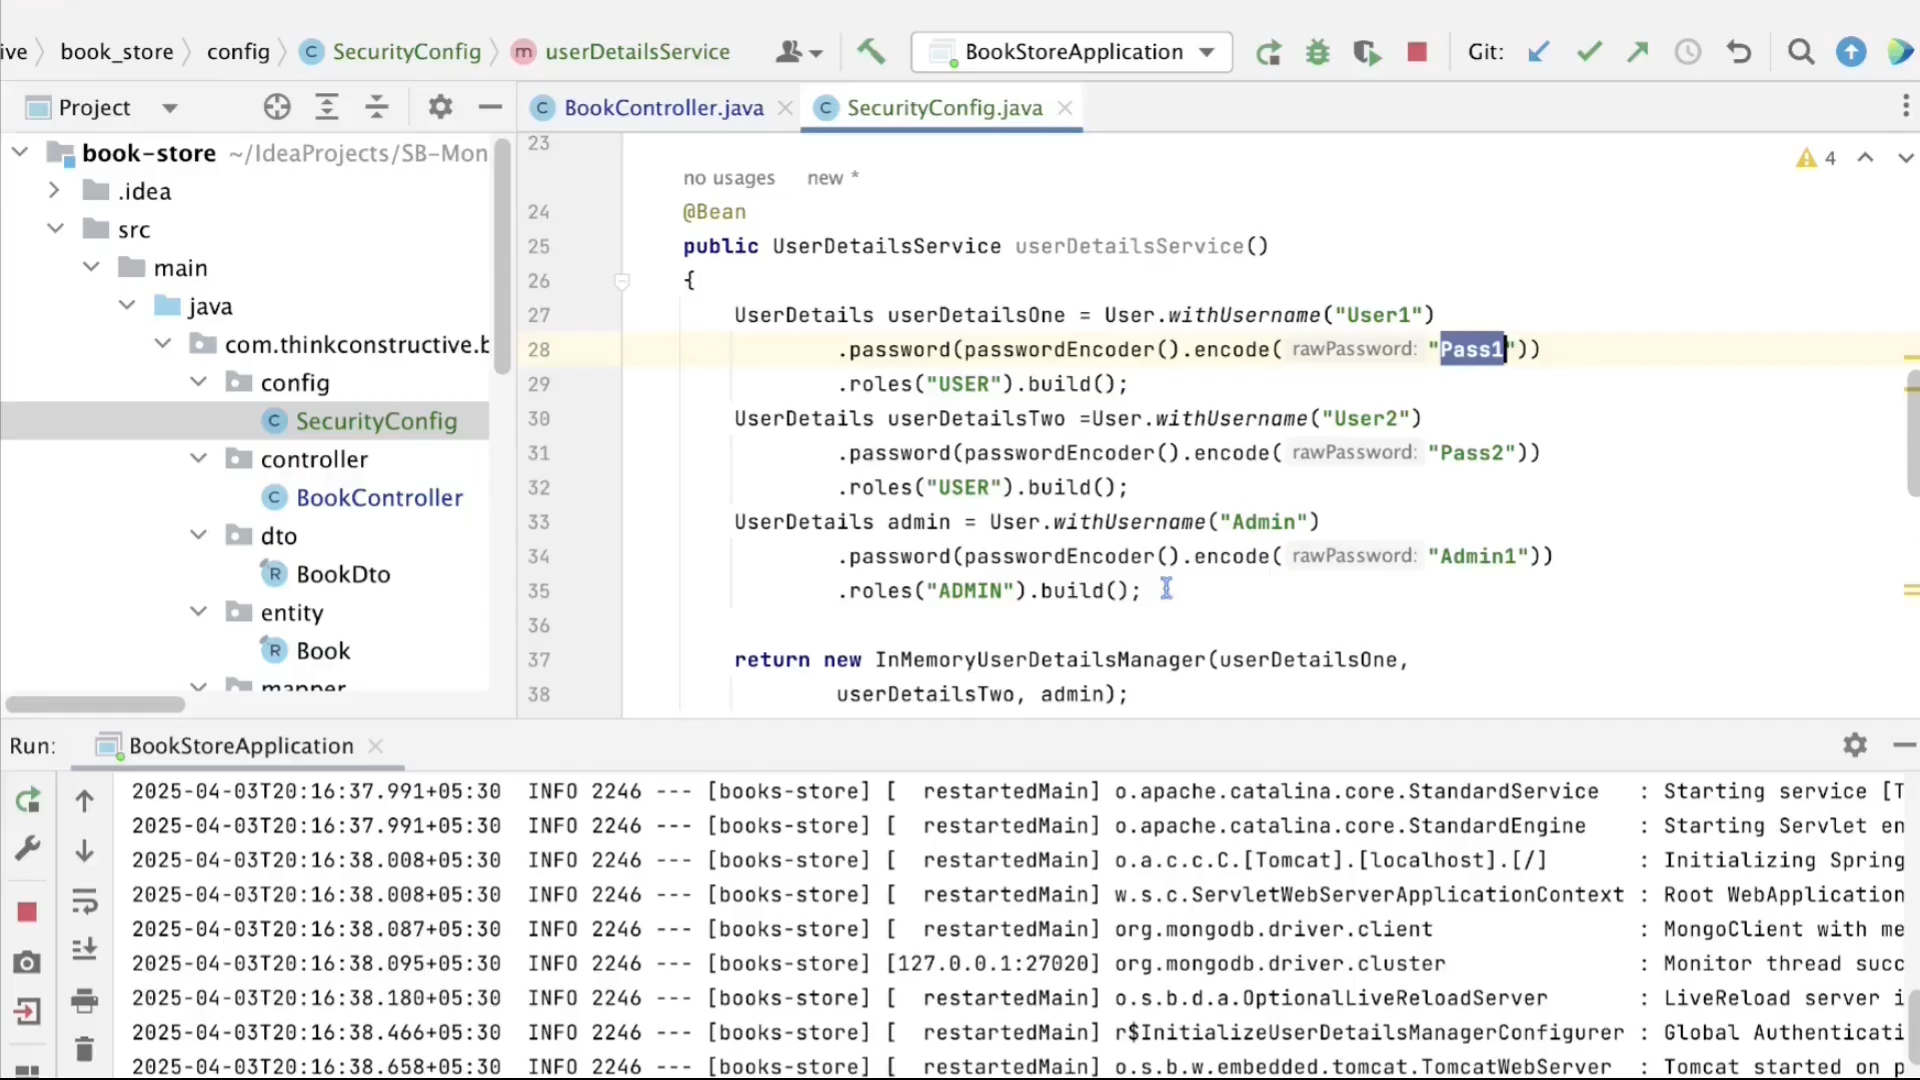 ive book_store config C SecurityConfig m userDetailsService BookStoreApplication Git:
Project
BookController.java
SecurityConfig.java
book-store ~/IdeaProjects/SB-Mon
.idea
src
main
java
com.thinkconstructive.b
config
SecurityConfig
controller
BookController
dto
BookDto
entity
Book
mapper
4
23
no usages new *
24 @Bean
25 public UserDetailsService userDetailsService()
26 {
27 UserDetails userDetailsOne = User.withUsername("User1")
28 .password(passwordEncoder().encode( rawPassword: "Pass1"))
29 .roles("USER").build();
30 UserDetails userDetailsTwo =User.withUsername("User2")
31 .password(passwordEncoder().encode( rawPassword: "Pass2"))
32 .roles("USER").build();
33 UserDetails admin = User.withUsername("Admin")
34 .password(passwordEncoder().encode( rawPassword: "Admin1"))
35 .roles("ADMIN").build();
36
37 return new InMemoryUserDetailsManager(userDetailsOne,
38 userDetailsTwo, admin);
Run: BookStoreApplication
2025-04-03T20:16:37.991+05:30 INFO 2246 --- [books-store] [ restartedMain] o.apache.catalina.core.StandardService : Starting service [T
2025-04-03T20:16:37.991+05:30 INFO 2246 --- [books-store] [ restartedMain] o.apache.catalina.core.StandardEngine : Starting Servlet en
2025-04-03T20:16:38.008+05:30 INFO 2246 --- [books-store] [ restartedMain] o.a.c.c.C.[Tomcat].[localhost].[/] : Initializing Spring
2025-04-03T20:16:38.008+05:30 INFO 2246 --- [books-store] [ restartedMain] w.s.c.ServletWebServerApplicationContext : Root WebApplication
2025-04-03T20:16:38.087+05:30 INFO 2246 --- [books-store] [ restartedMain] org.mongodb.driver.client : MongoClient with me
2025-04-03T20:16:38.095+05:30 INFO 2246 --- [books-store] [127.0.0.1:27020] org.mongodb.driver.cluster : Monitor thread succ
2025-04-03T20:16:38.180+05:30 INFO 2246 --- [books-store] [ restartedMain] o.s.b.d.a.OptionalLiveReloadServer : LiveReload server i
2025-04-03T20:16:38.466+05:30 INFO 2246 --- [books-store] [ restartedMain] r$InitializeUserDetailsManagerConfigurer : Global Authenticati
2025-04-03T20:16:38.658+05:30 INFO 2246 --- [books-store] [ restartedMain] o.s.b.w.embedded.tomcat.TomcatWebServer : Tomcat started on p